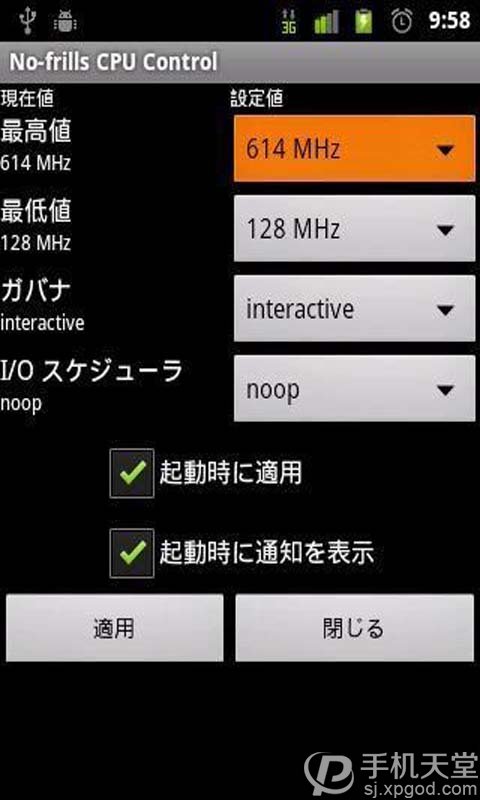 3G 9:58
No-frills CPU Control
現在値 設定値
最高値
614 MHz
614 MHz
最低値
128 MHz
128 MHz
ガバナ
interactive
interactive
I/O スケジューラ
noop
noop
起動時に適用
起動時に通知を表示
適用 閉じる
手机天堂
sj.xpgod.com